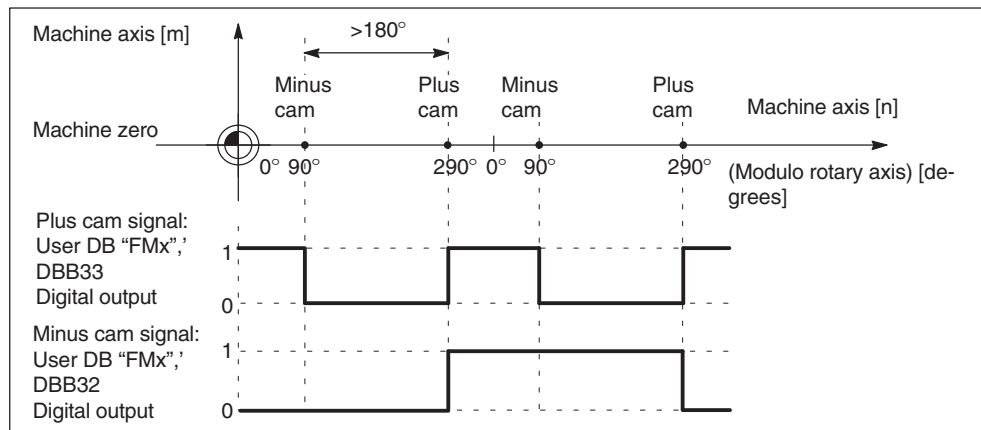 Machine axis [m]
>180°
Minus cam
Plus cam
Minus cam
Plus cam
Machine axis [n]
Machine zero
0° 90° 290° 0° 90° 290°
(Modulo rotary axis) [de-
grees]
Plus cam signal:
User DB “FMx”,’
DBB33
Digital output
1
0
Minus cam signal:
User DB “FMx”,’
DBB32
Digital output
1
0